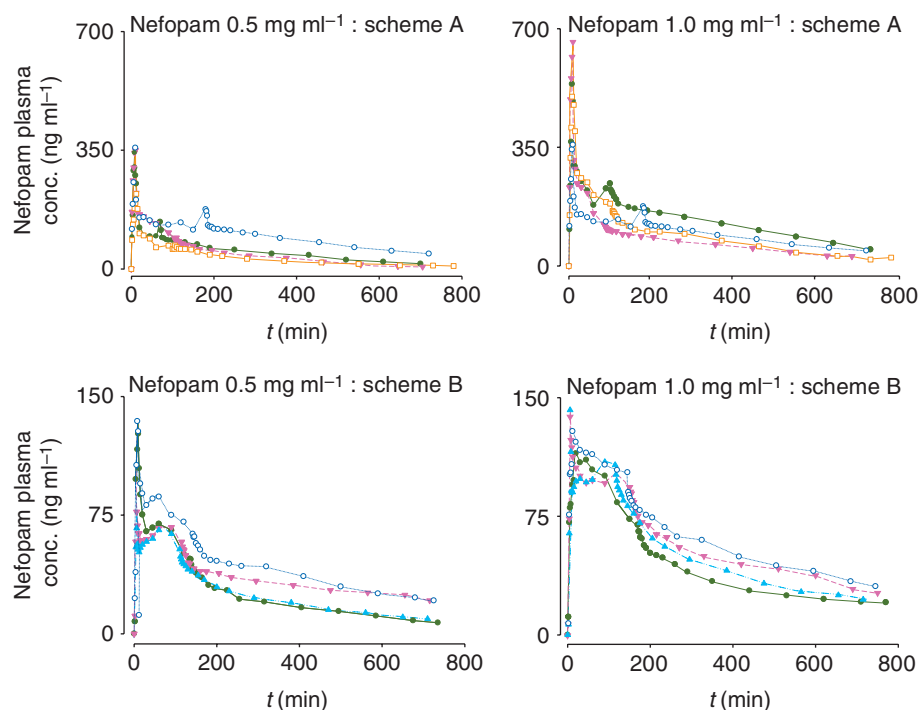 Nefopam 0.5 mg ml⁻¹ : scheme A
Nefopam plasma
conc. (ng ml⁻¹)
700
350
0
0 200 400 600 800
t (min)
Nefopam 1.0 mg ml⁻¹ : scheme A
700
350
0
0 200 400 600 800
t (min)
Nefopam 0.5 mg ml⁻¹ : scheme B
Nefopam plasma
conc. (ng ml⁻¹)
150
75
0
0 200 400 600 800
t (min)
Nefopam 1.0 mg ml⁻¹ : scheme B
150
75
0
0 200 400 600 800
t (min)